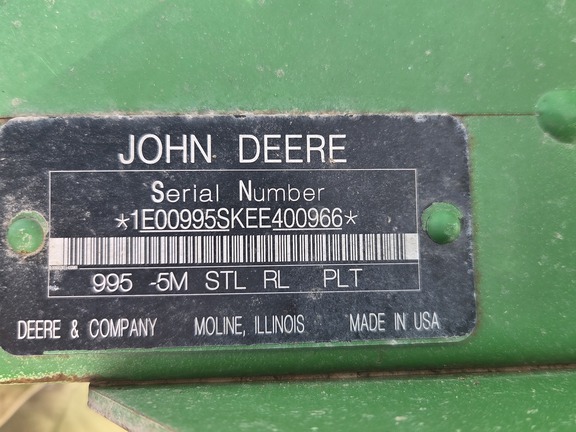 JOHN DEERE
Serial Number
*1E00995SKEE400966*
995 -5M STL RL PLT
DEERE & COMPANY MOLINE, ILLINOIS MADE IN USA